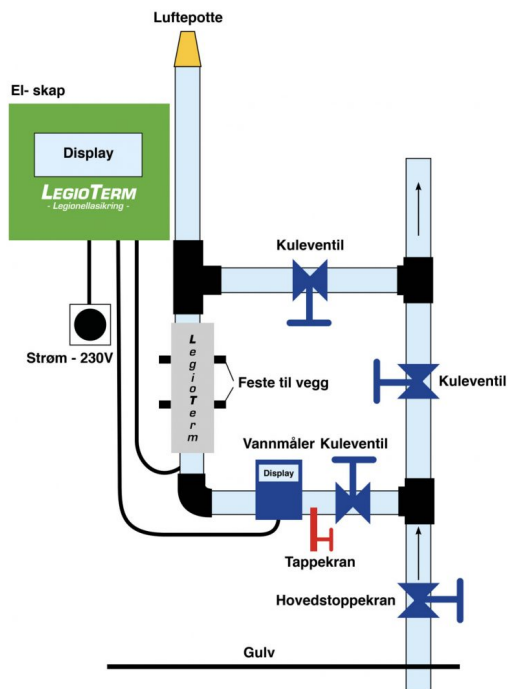 Luftepotte
El- skap
Display
LEGIOTERM
- Legionellasikring -
Kuleventil
Strøm - 230V
LegioTerm
Feste til vegg
Kuleventil
Vannmåler Kuleventil
Display
Tappekran
Hovedstoppekran
Gulv